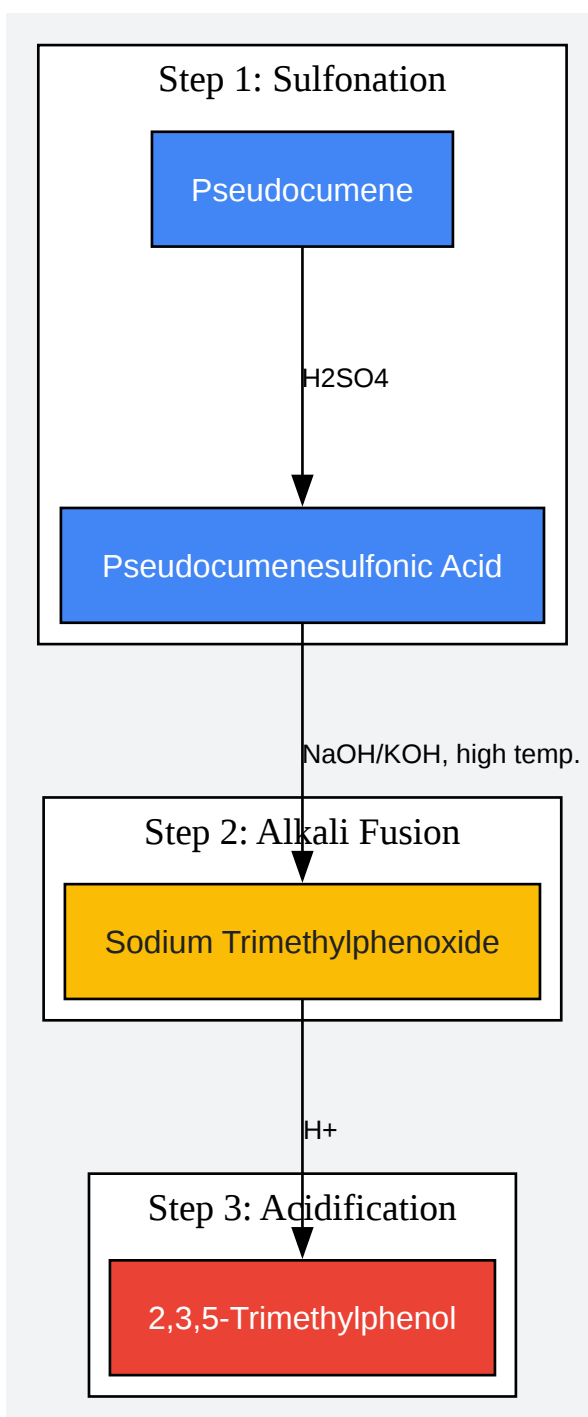 Step 1: Sulfonation
Pseudocumene
H2SO4
Pseudocumenesulfonic Acid
NaOH/KOH, high temp.
Step 2: Alkali Fusion
Sodium Trimethylphenoxide
H+
Step 3: Acidification
2,3,5-Trimethylphenol